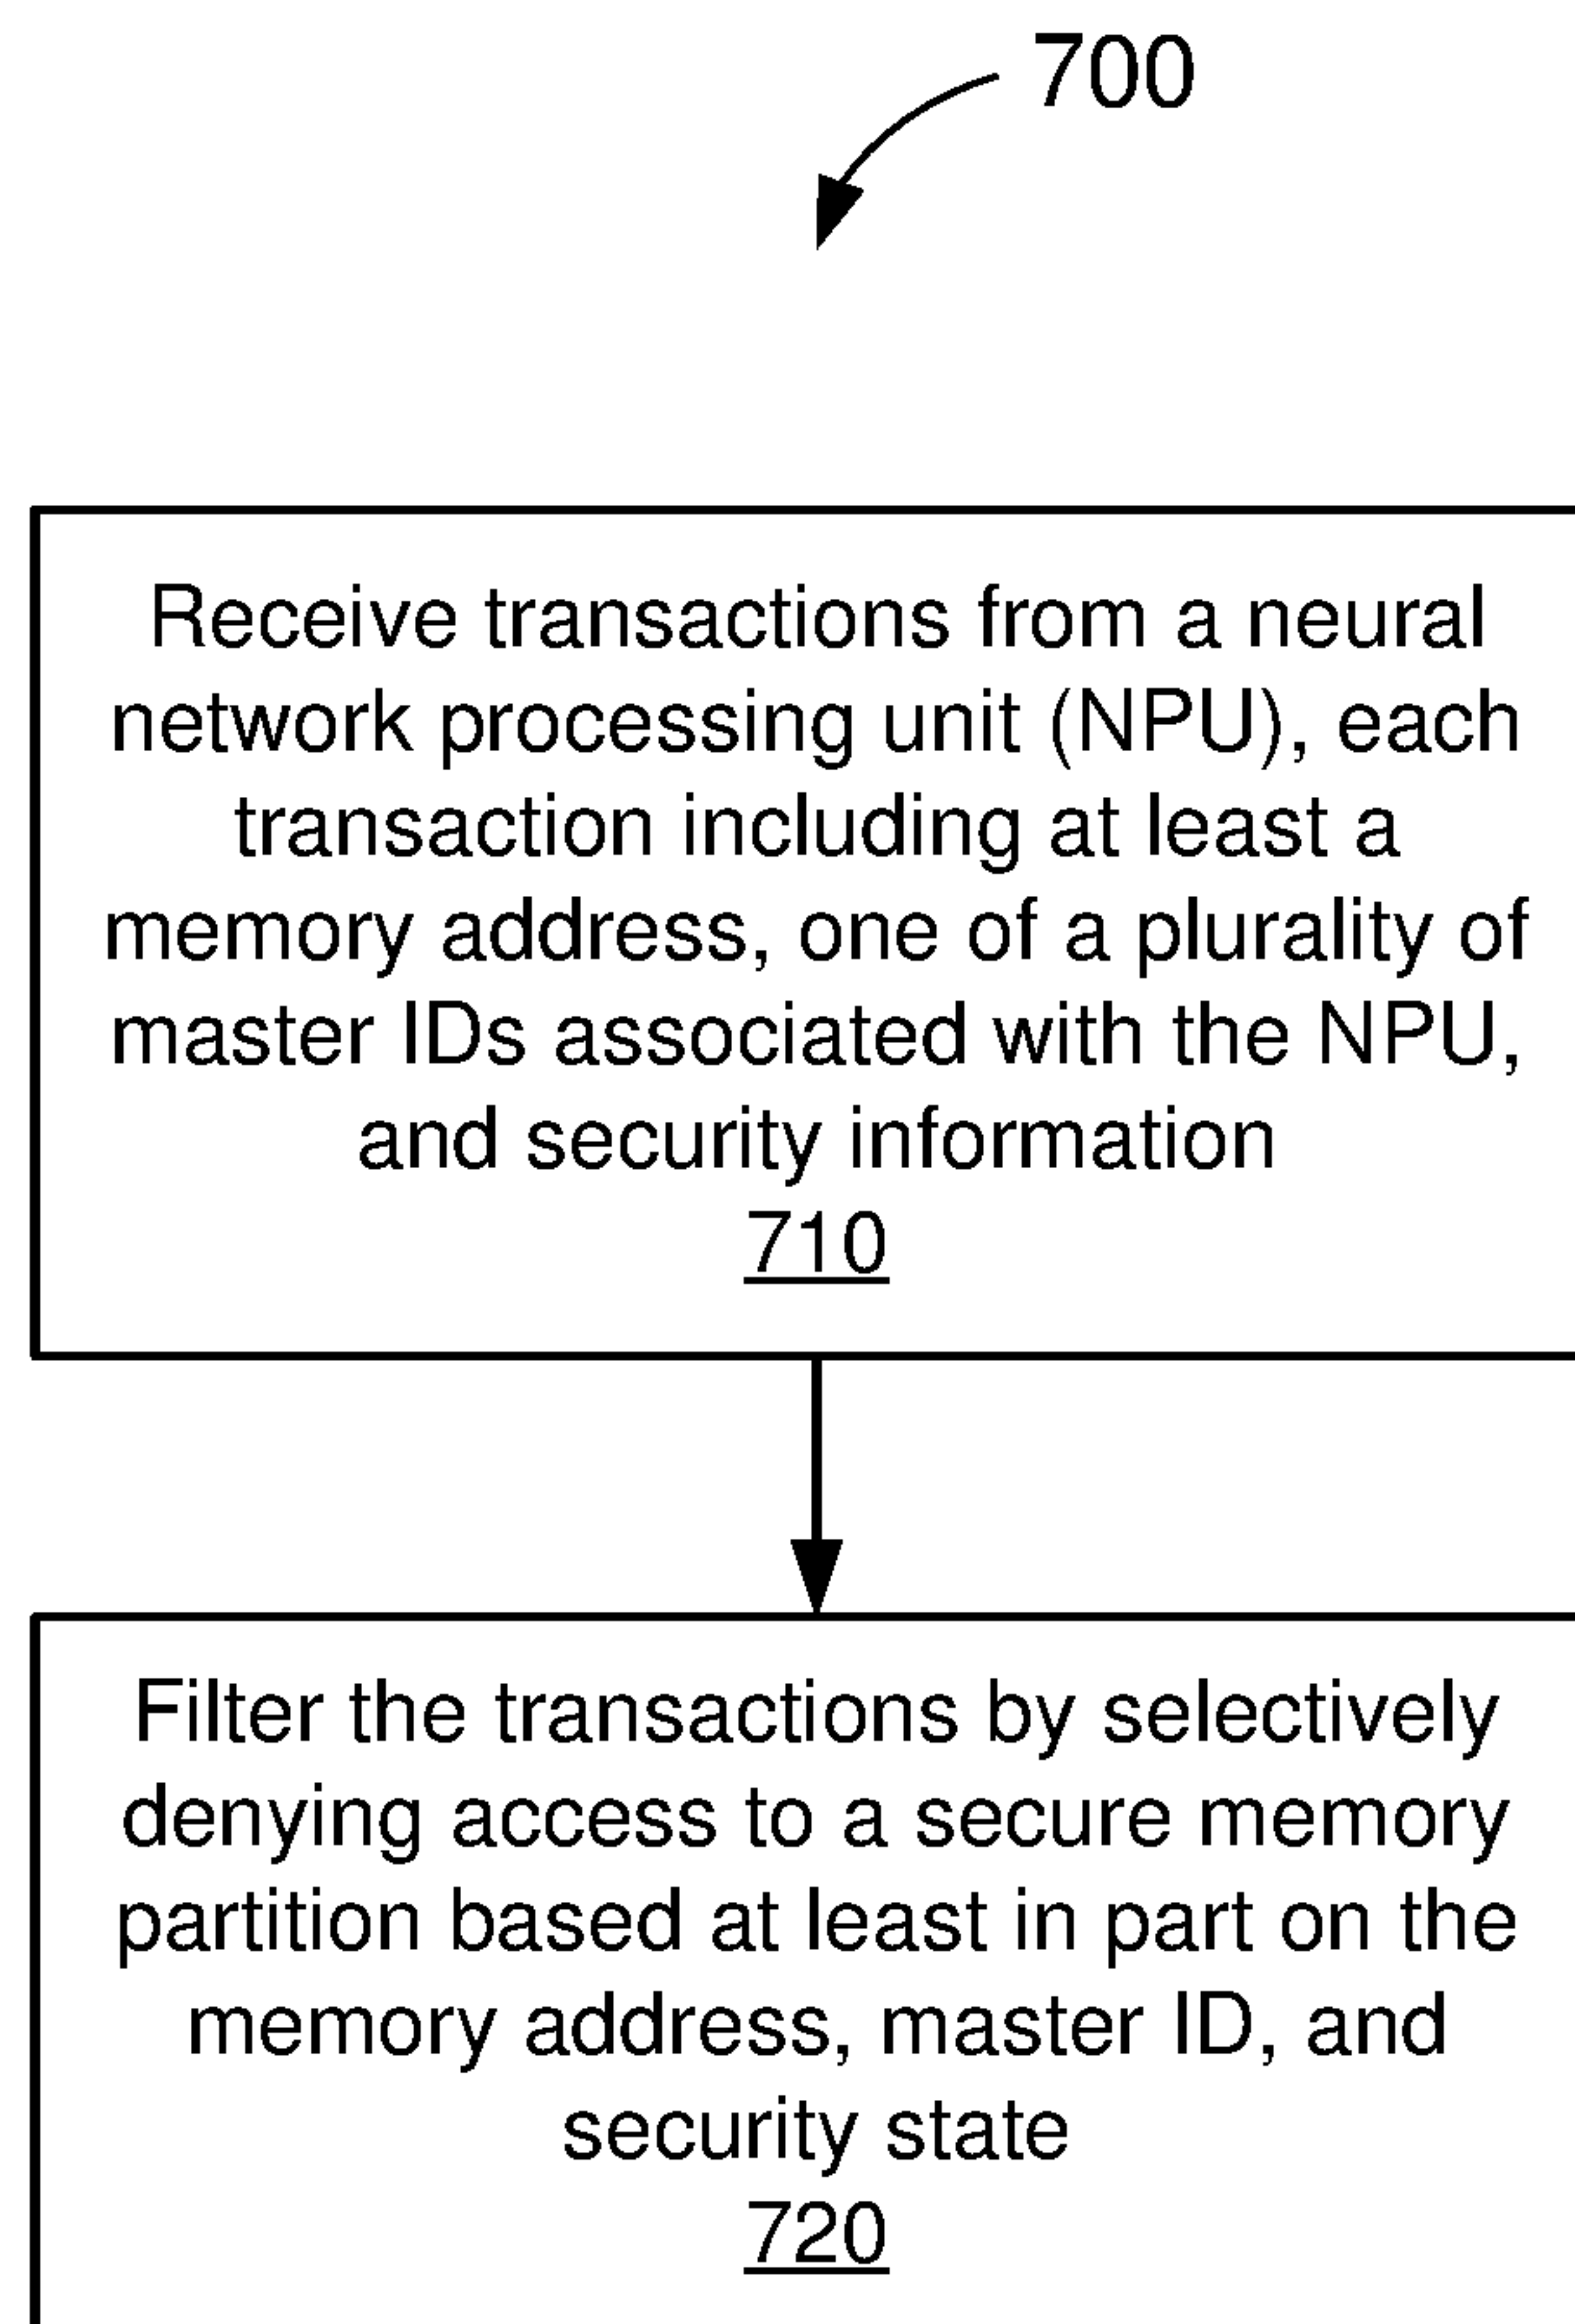 700
Receive transactions from a neural
network processing unit (NPU), each
transaction including at least a
memory address, one of a plurality of
master IDs associated with the NPU,
and security information
710
Filter the transactions by selectively
denying access to a secure memory
partition based at least in part on the
memory address, master ID, and
security state
720